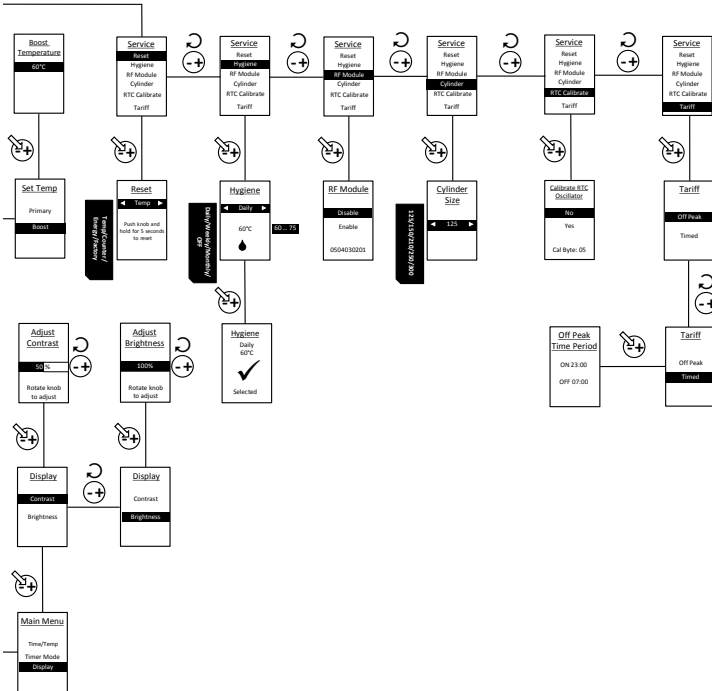 Boost
Temperature
60°C
Service
Reset
Hygiene
RF Module
Cylinder
RTC Calibrate
Tariff
- +
Service
Reset
Hygiene
RF Module
Cylinder
RTC Calibrate
Tariff
- +
Service
Reset
Hygiene
RF Module
Cylinder
RTC Calibrate
Tariff
- +
Service
Reset
Hygiene
RF Module
Cylinder
RTC Calibrate
Tariff
- +
Service
Reset
Hygiene
RF Module
Cylinder
RTC Calibrate
Tariff
- +
Service
Reset
Hygiene
RF Module
Cylinder
RTC Calibrate
Tariff
Set Temp
Primary
Boost
Temp/Counter/
Energy/Factory
Reset
Temp
Push knob and
hold for 5 seconds
to reset
Daily/Weekly/Monthly/
OFF
Hygiene
Daily
60°C
60 ... 75
RF Module
Disable
Enable
0504030201
125/150/210/250/300
Cylinder
Size
125
Calibrate RTC
Oscillator
No
Yes
Cal Byte: 05
Tariff
Off Peak
Timed
- +
Adjust
Contrast
50 %
Rotate knob
to adjust
- +
Adjust
Brightness
100%
Rotate knob
to adjust
- +
Hygiene
Daily
60°C
Selected
Off Peak
Time Period
ON 23:00
OFF 07:00
Tariff
Off Peak
Timed
Display
Contrast
Brightness
- +
Display
Contrast
Brightness
Main Menu
Time/Temp
Timer Mode
Display